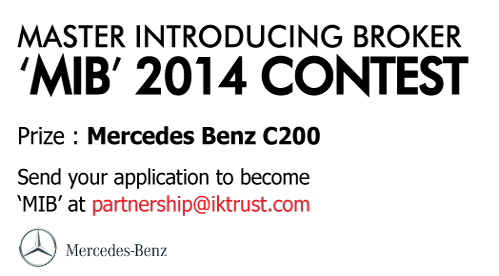 MASTER INTRODUCING BROKER
‘MIB’ 2014 CONTEST
Prize : Mercedes Benz C200
Send your application to become
‘MIB’ at partnership@iktrust.com
Mercedes-Benz